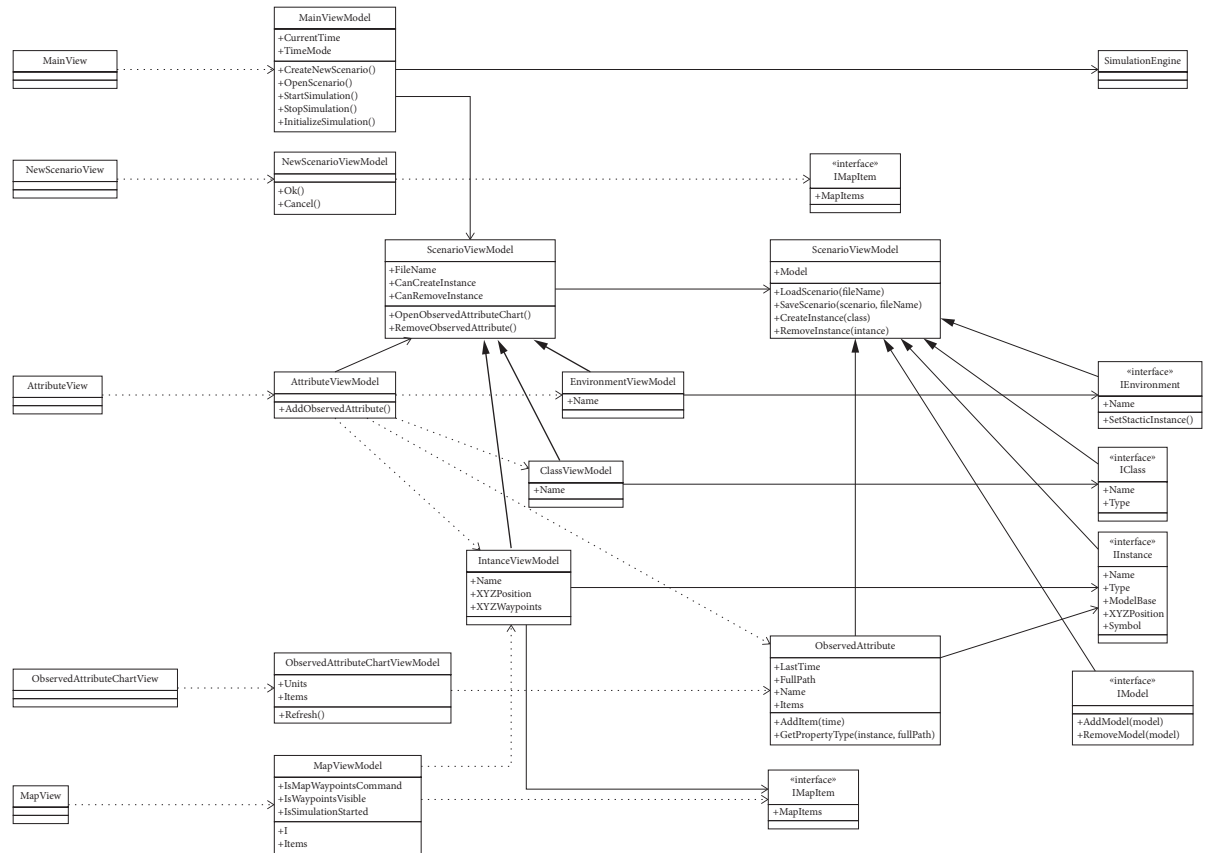 MainView
MainViewModel
+CurrentTime
+TimeMode
+CreateNewScenario()
+OpenScenario()
+StartSimulation()
+StopSimulation()
+InitializeSimulation()
SimulationEngine
NewScenarioView
NewScenarioViewModel
+Ok()
+Cancel()
«interface»
IMapItem
+MapItems
ScenarioViewModel
+FileName
+CanCreateInstance
+CanRemoveInstance
+OpenObservedAttributeChart()
+RemoveObservedAttribute()
ScenarioViewModel
+Model
+LoadScenario(fileName)
+SaveScenario(scenario, fileName)
+CreateInstance(class)
+RemoveInstance(intance)
AttributeView
AttributeViewModel
+AddObservedAttribute()
EnvironmentViewModel
+Name
«interface»
IEnvironment
+Name
+SetStacticInstance()
ClassViewModel
+Name
«interface»
IClass
+Name
+Type
IntanceViewModel
+Name
+XYZPosition
+XYZWaypoints
«interface»
IInstance
+Name
+Type
+ModelBase
+XYZPosition
+Symbol
ObservedAttributeChartView
ObservedAttributeChartViewModel
+Units
+Items
+Refresh()
ObservedAttribute
+LastTime
+FullPath
+Name
+Items
+AddItem(time)
+GetPropertyType(instance, fullPath)
«interface»
IModel
+AddModel(model)
+RemoveModel(model)
MapView
MapViewModel
+IsMapWaypointsCommand
+IsWaypointsVisible
+IsSimulationStarted
+I
+Items
«interface»
IMapItem
+MapItems